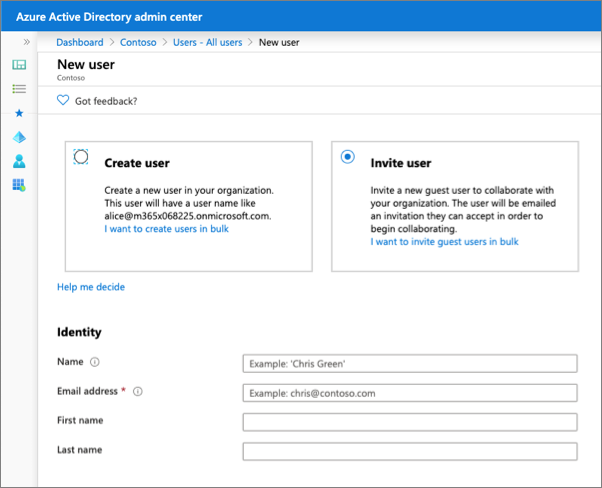 Azure Active Directory admin center
Dashboard > Contoso > Users - All users > New user
New user
Contoso
Got feedback?
Create user
Create a new user in your organization.
This user will have a user name like
alice@m365x068225.onmicrosoft.com.
I want to create users in bulk
Invite user
Invite a new guest user to collaborate with
your organization. The user will be emailed
an invitation they can accept in order to
begin collaborating.
I want to invite guest users in bulk
Help me decide
Identity
Name
Example: 'Chris Green'
Email address *
Example: chris@contoso.com
First name
Last name